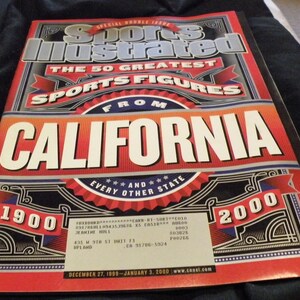 SPECIAL DOUBLE ISSUE
Sports Illustrated
THE 50 GREATEST
SPORTS FIGURES
FROM
CALIFORNIA
AND
EVERY OTHER STATE
1900
2000
UPLAND
DECEMBER 27, 1999–JANUARY 3, 2000